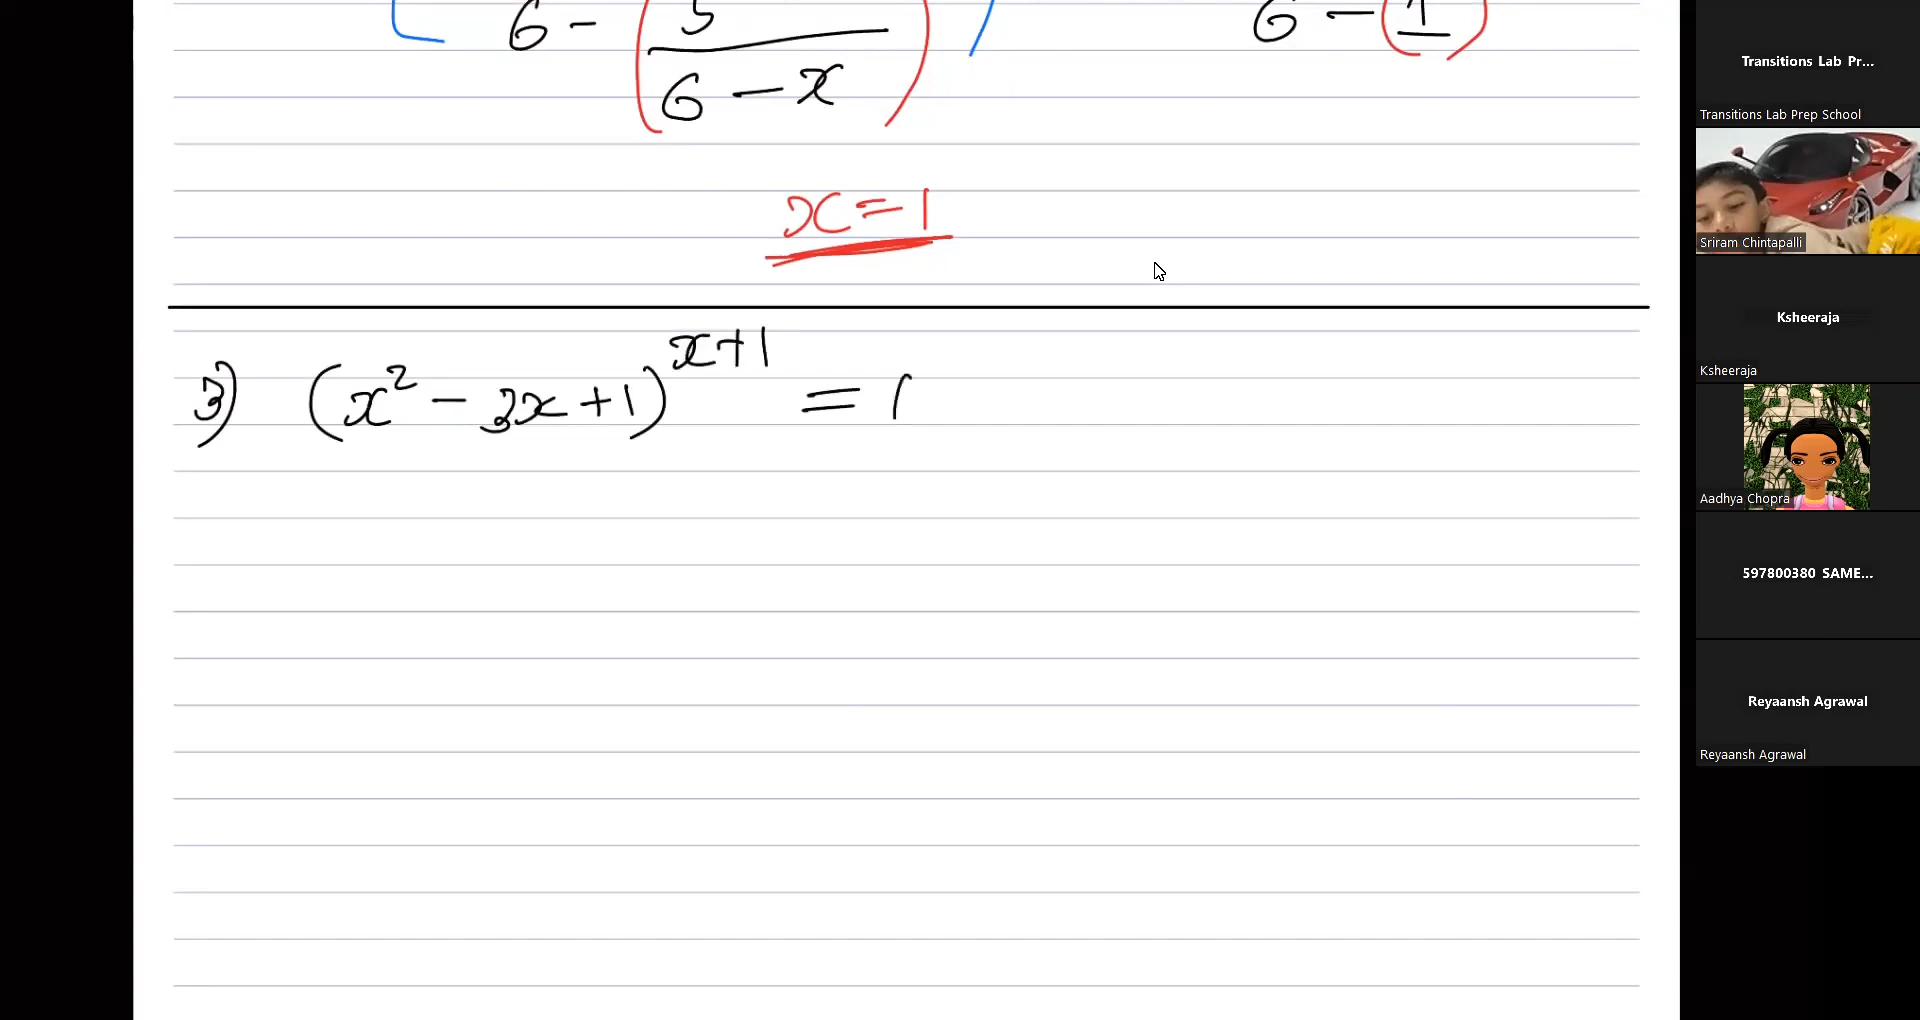 6 - ( 5 / 6 - x )
6 - ( 1 )
x = 1
3) (x² - 3x + 1)^(x+1) = 1
Transitions Lab Pr...
Transitions Lab Prep School
Sriram Chintapalli
Ksheeraja
Ksheeraja
Aadhya Chopra
597800380 SAME...
Reyaansh Agrawal
Reyaansh Agrawal